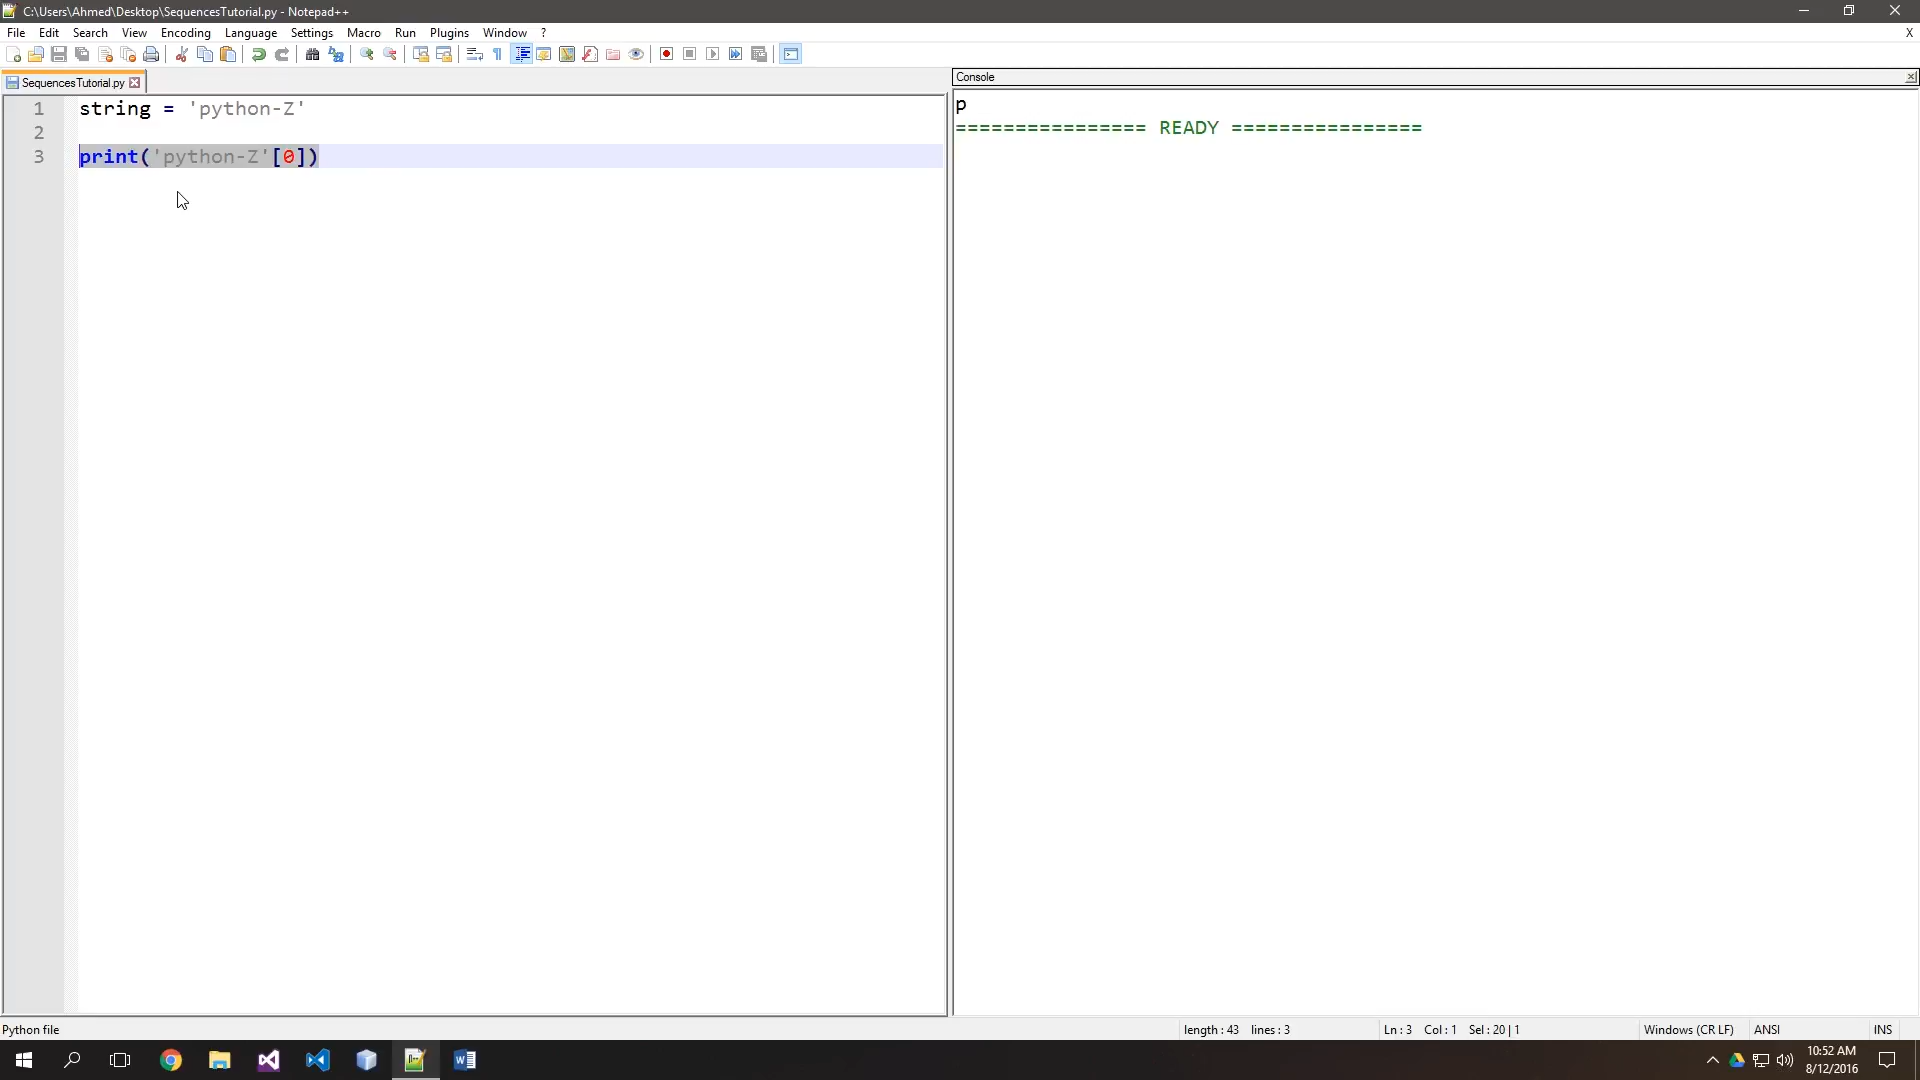 C:\Users\Ahmed\Desktop\SequencesTutorial.py - Notepad++
File Edit Search View Encoding Language Settings Macro Run Plugins Window ? X
SequencesTutorial.py
Console
1 string = 'python-Z'
2
3 print('python-Z'[0])
p
================ READY ================
Python file length : 43 lines : 3 Ln : 3 Col : 1 Sel : 20 | 1 Windows (CR LF) ANSI INS
10:52 AM
8/12/2016